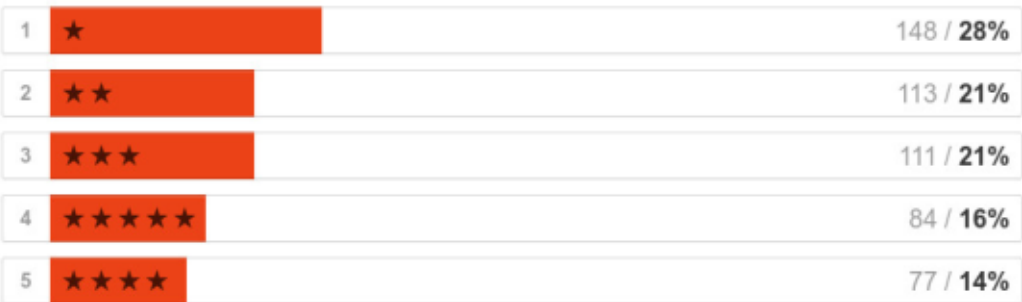 1 ★ 148 / 28%
2 ★★ 113 / 21%
3 ★★★ 111 / 21%
4 ★★★★★ 84 / 16%
5 ★★★★ 77 / 14%